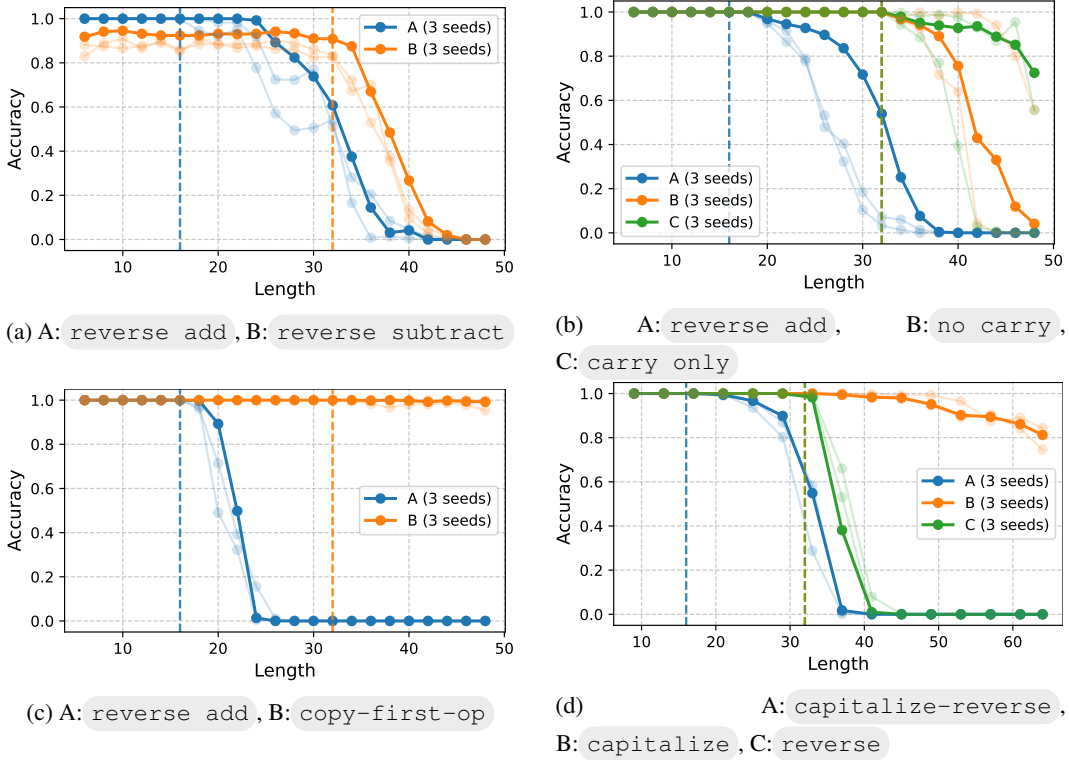 1.0
0.8
0.6
0.4
0.2
0.0
Accuracy
10 20 30 40 50
Length
A (3 seeds)
B (3 seeds)
(a) A: reverse add, B: reverse subtract
1.0
0.8
0.6
0.4
0.2
0.0
Accuracy
10 20 30 40 50
Length
A (3 seeds)
B (3 seeds)
C (3 seeds)
(b) A: reverse add, B: no carry,
C: carry only
1.0
0.8
0.6
0.4
0.2
0.0
Accuracy
10 20 30 40 50
Length
A (3 seeds)
B (3 seeds)
(c) A: reverse add, B: copy-first-op
1.0
0.8
0.6
0.4
0.2
0.0
Accuracy
10 20 30 40 50 60
Length
A (3 seeds)
B (3 seeds)
C (3 seeds)
(d) A: capitalize-reverse,
B: capitalize, C: reverse